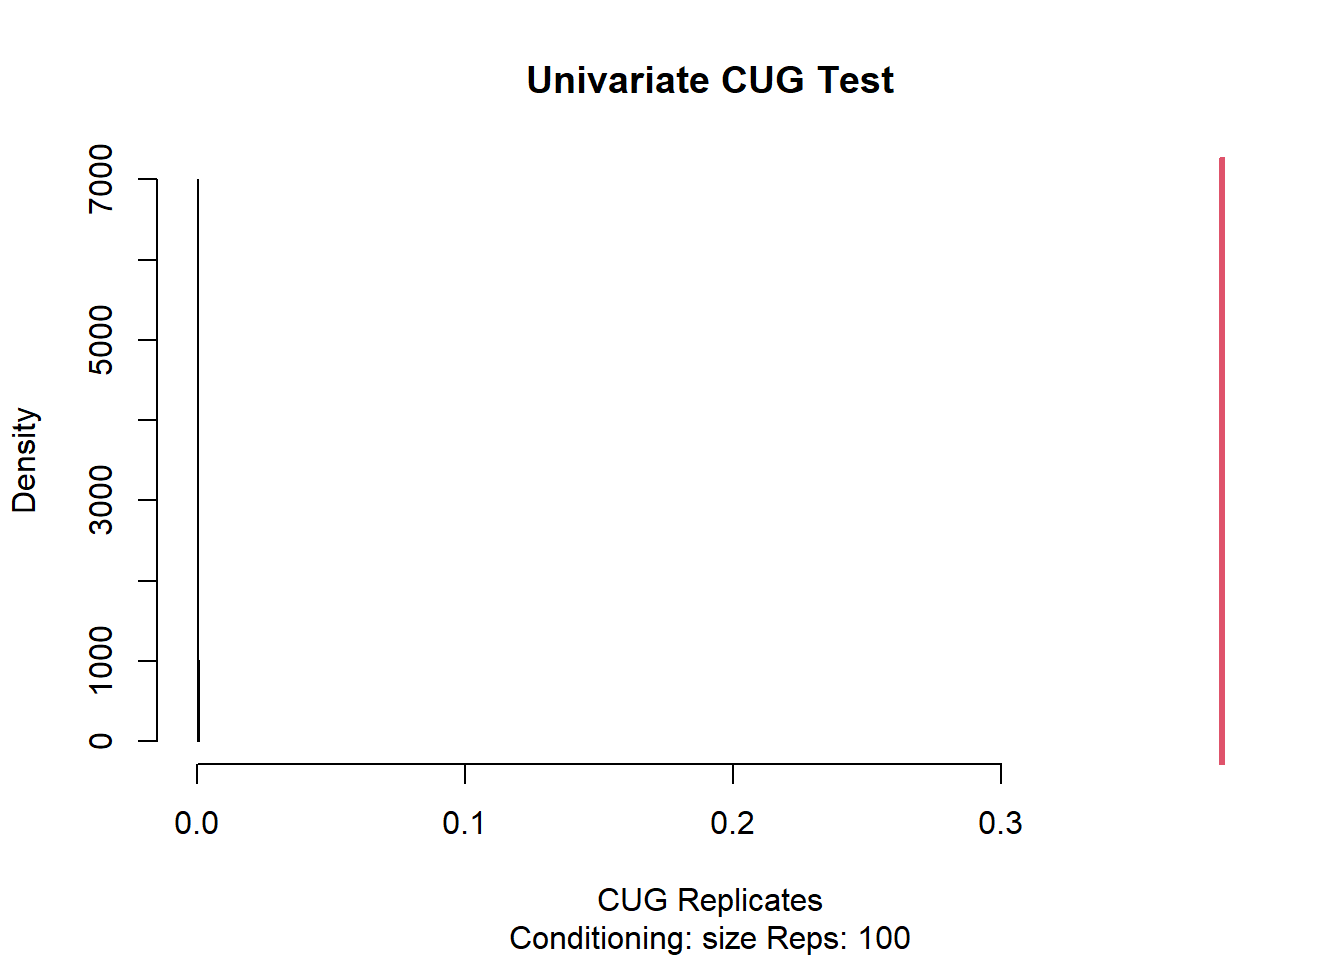 Univariate CUG Test
7000
5000
3000
1000
0
Density
0.0 0.1 0.2 0.3
CUG Replicates
Conditioning: size Reps: 100